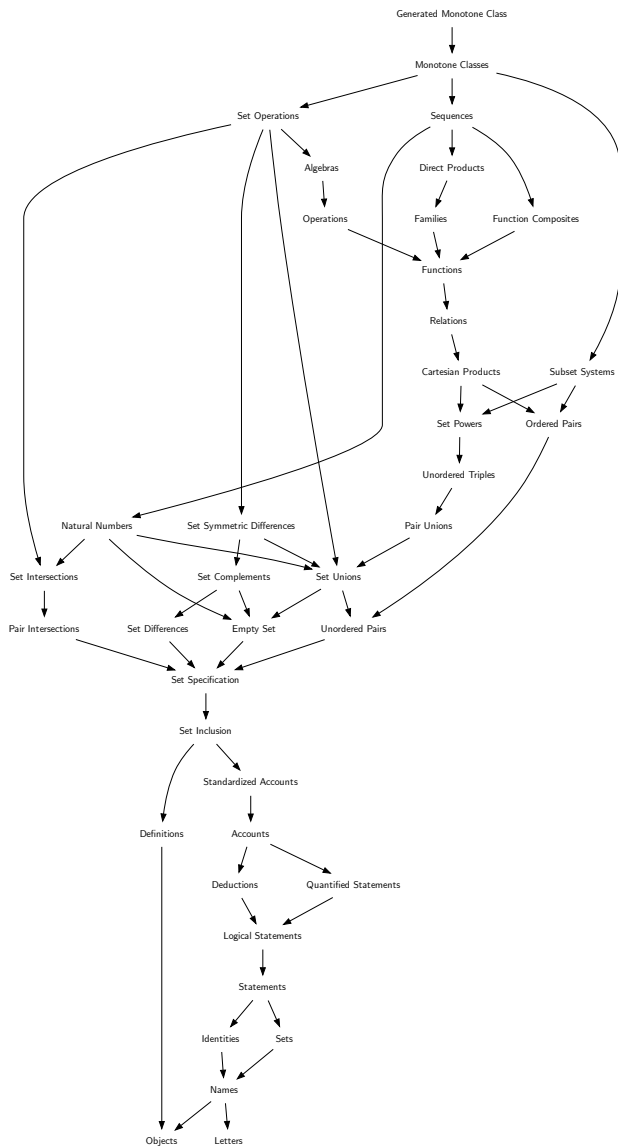 Generated Monotone Class
Monotone Classes
Set Operations
Sequences
Algebras
Direct Products
Operations
Families
Function Composites
Functions
Relations
Cartesian Products
Subset Systems
Set Powers
Ordered Pairs
Unordered Triples
Natural Numbers
Set Symmetric Differences
Pair Unions
Set Intersections
Set Complements
Set Unions
Pair Intersections
Set Differences
Empty Set
Unordered Pairs
Set Specification
Set Inclusion
Standardized Accounts
Definitions
Accounts
Deductions
Quantified Statements
Logical Statements
Statements
Identities
Sets
Names
Objects
Letters